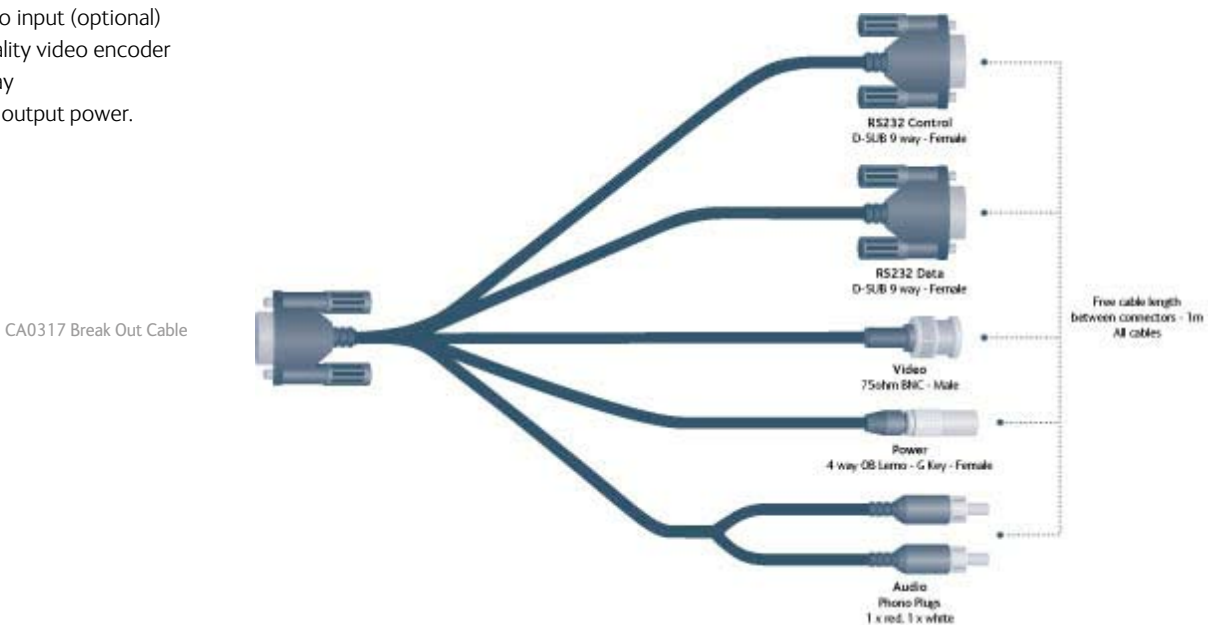 o input (optional)
ality video encoder
ay
output power.
RS232 Control
D-SUB 9 way - Female
RS232 Data
D-SUB 9 way - Female
Free cable length
between connectors - 1m
All cables
CA0317 Break Out Cable
Video
75ohm BNC - Male
Power
4 way 0B Lemo - G Key - Female
Audio
Phono Plugs
1 x red, 1 x white